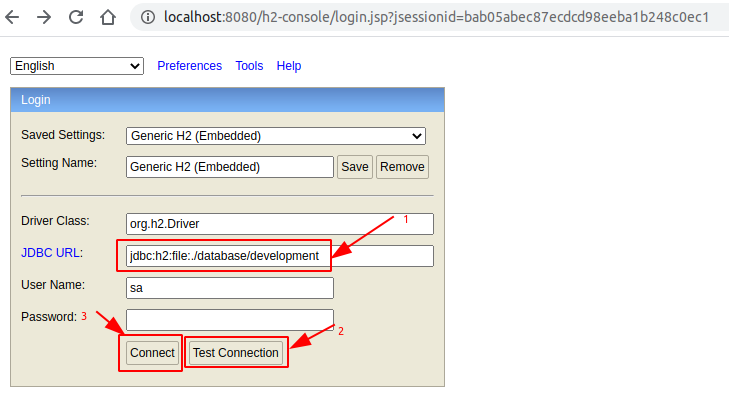 localhost:8080/h2-console/login.jsp?jsessionid=bab05abec87ecdcd98eeba1b248c0ec1
English Preferences Tools Help
Login
Saved Settings: Generic H2 (Embedded)
Setting Name: Generic H2 (Embedded) Save Remove
Driver Class: org.h2.Driver 1
JDBC URL: jdbc:h2:file:./database/development
User Name: sa
Password: 3
2
Connect Test Connection